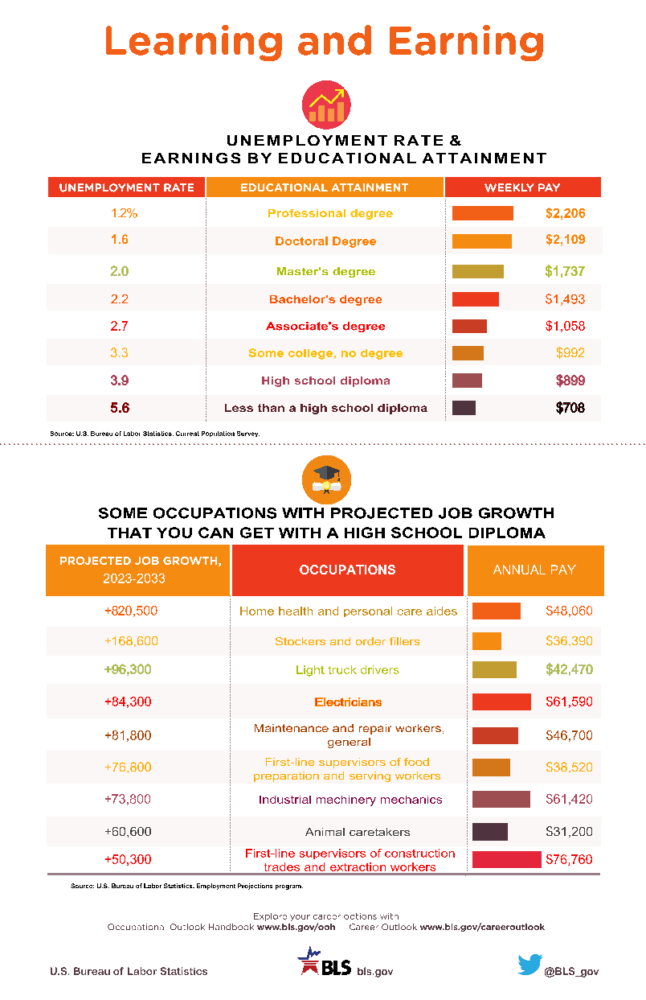 Learning and Earning
UNEMPLOYMENT RATE &
EARNINGS BY EDUCATIONAL ATTAINMENT
UNEMPLOYMENT RATE EDUCATIONAL ATTAINMENT WEEKLY PAY
1.2% Professional degree $2,206
1.6 Doctoral Degree $2,109
2.0 Master's degree $1,737
2.2 Bachelor's degree $1,493
2.7 Associate's degree $1,058
3.3 Some college, no degree $992
3.9 High school diploma $899
5.6 Less than a high school diploma $708
Source: U.S. Bureau of Labor Statistics. Current Population Survey.
SOME OCCUPATIONS WITH PROJECTED JOB GROWTH
THAT YOU CAN GET WITH A HIGH SCHOOL DIPLOMA
PROJECTED JOB GROWTH,
2023-2033
OCCUPATIONS
ANNUAL PAY
+820,500 Home health and personal care aides $48,060
+168,600 Stockers and order fillers $36,390
+96,300 Light truck drivers $42,470
+84,300 Electricians $61,590
+81,800 Maintenance and repair workers,
general $46,700
+76,800 First-line supervisors of food
preparation and serving workers $38,520
+73,800 Industrial machinery mechanics $61,420
+60,600 Animal caretakers $31,200
+50,300 First-line supervisors of construction
trades and extraction workers $76,760
Source: U.S. Bureau of Labor Statistics. Employment Projections program.
Explore your career options with
Occupational Outlook Handbook www.bls.gov/ooh Career Outlook www.bls.gov/careeroutlook
U.S. Bureau of Labor Statistics BLS bls.gov @BLS_gov